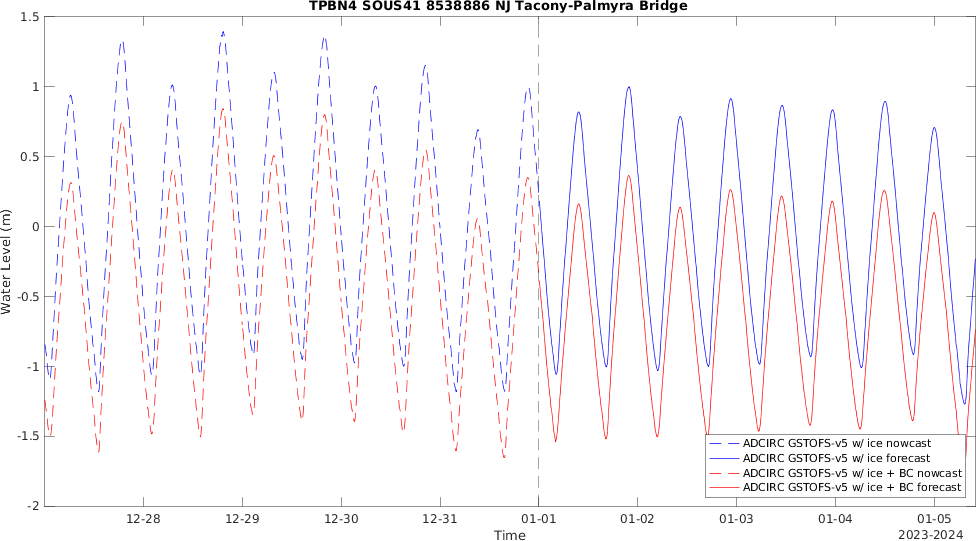 TPBN4 SOUS41 8538886 NJ Tacony-Palmyra Bridge
1.5
1
0.5
0
-0.5
-1
-1.5
-2
Water Level (m)
12-28 12-29 12-30 12-31 01-01 01-02 01-03 01-04 01-05
Time
2023-2024
ADCIRC GSTOFS-v5 w/ ice nowcast
ADCIRC GSTOFS-v5 w/ ice forecast
ADCIRC GSTOFS-v5 w/ ice + BC nowcast
ADCIRC GSTOFS-v5 w/ ice + BC forecast